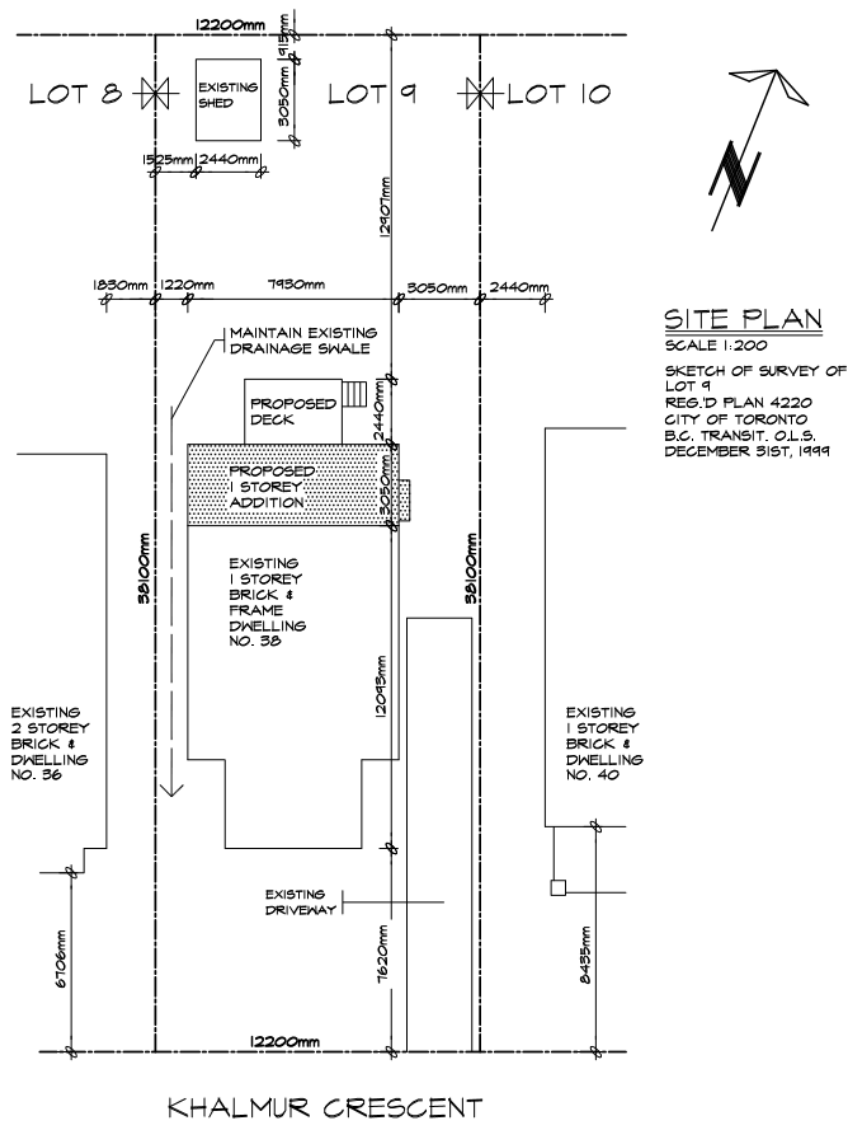 12200mm
915mm
LOT 8
EXISTING
SHED
3050mm
LOT 9
LOT 10
1525mm
2440mm
12907mm
N
1830mm
1220mm
7930mm
3050mm
2440mm
SITE PLAN
SCALE 1:200
SKETCH OF SURVEY OF
LOT 9
REG.'D PLAN 4220
CITY OF TORONTO
B.C. TRANSIT. O.L.S.
DECEMBER 31ST, 1999
MAINTAIN EXISTING
DRAINAGE SWALE
PROPOSED
DECK
2440mm
PROPOSED
1 STOREY
ADDITION
3050mm
38100mm
38100mm
EXISTING
1 STOREY
BRICK &
FRAME
DWELLING
NO. 38
12093mm
EXISTING
2 STOREY
BRICK &
DWELLING
NO. 36
EXISTING
1 STOREY
BRICK &
DWELLING
NO. 40
EXISTING
DRIVEWAY
6706mm
7620mm
8435mm
12200mm
KHALMUR CRESCENT